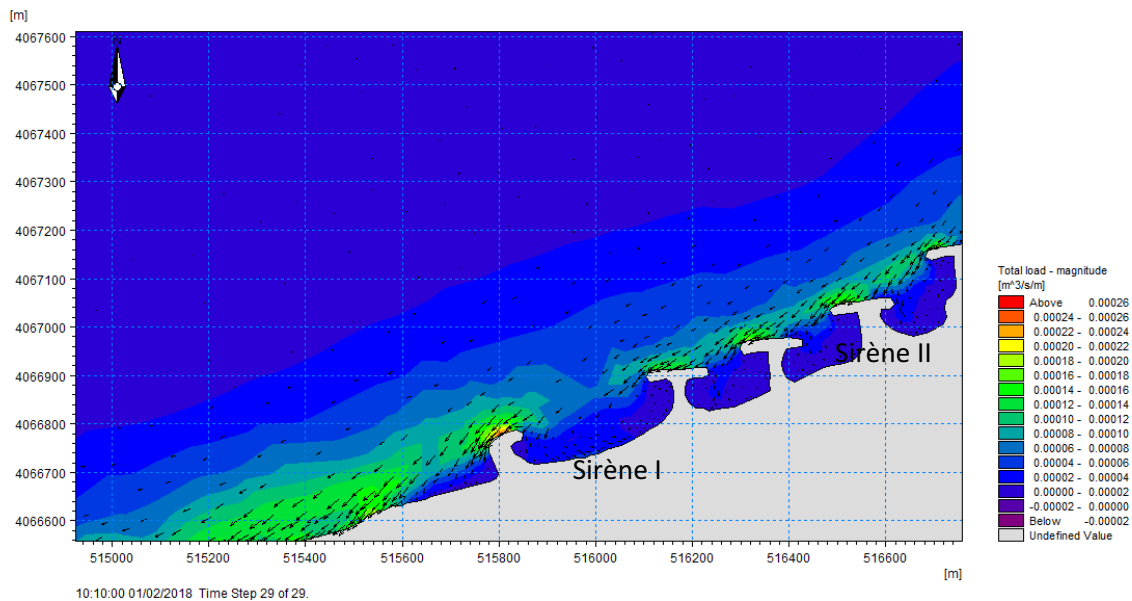 [m]
4067600
4067500
4067400
4067300
4067200
4067100
4067000
4066900
4066800
4066700
4066600
Sirène II
Sirène I
515000 515200 515400 515600 515800 516000 516200 516400 516600
[m]
10:10:00 01/02/2018 Time Step 29 of 29.
Total load - magnitude
[m^3/s/m]
Above 0.00026
0.00024 - 0.00026
0.00022 - 0.00024
0.00020 - 0.00022
0.00018 - 0.00020
0.00016 - 0.00018
0.00014 - 0.00016
0.00012 - 0.00014
0.00010 - 0.00012
0.00008 - 0.00010
0.00006 - 0.00008
0.00004 - 0.00006
0.00002 - 0.00004
0.00000 - 0.00002
-0.00002 - 0.00000
Below -0.00002
Undefined Value